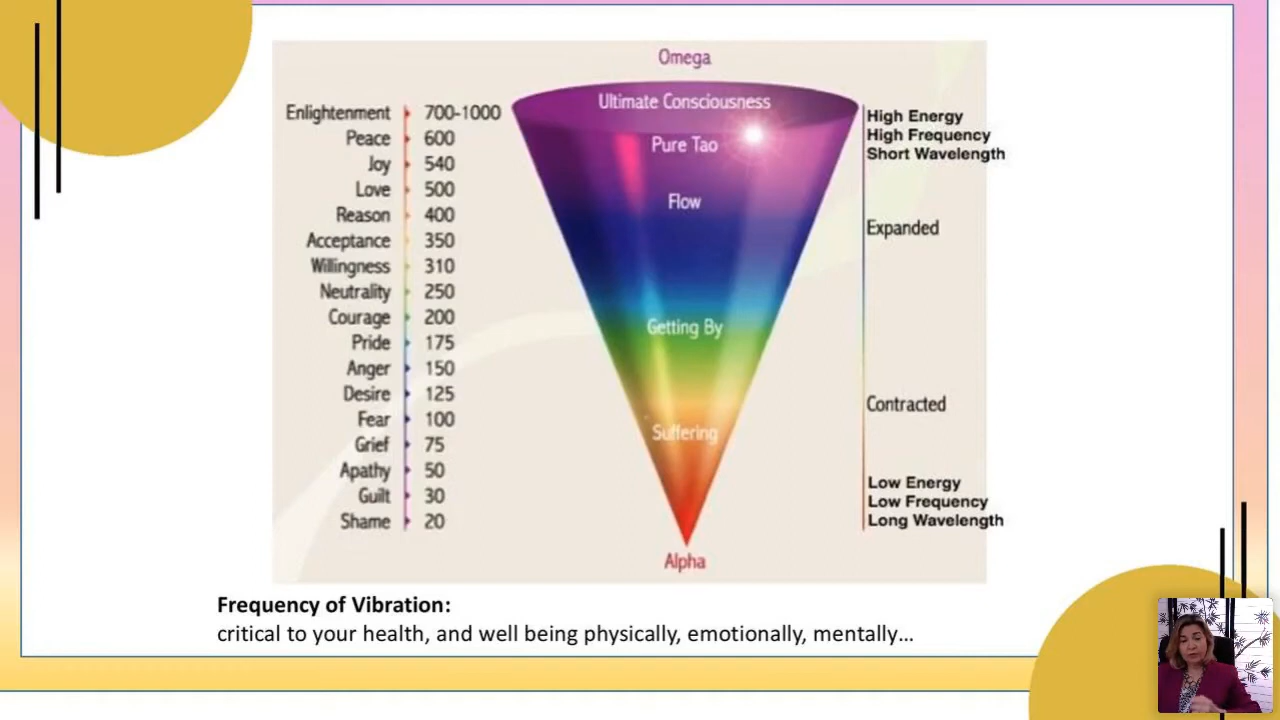 Omega
Ultimate Consciousness
Pure Tao
Flow
Getting By
Suffering
Alpha
Enlightenment 700-1000
Peace 600
Joy 540
Love 500
Reason 400
Acceptance 350
Willingness 310
Neutrality 250
Courage 200
Pride 175
Anger 150
Desire 125
Fear 100
Grief 75
Apathy 50
Guilt 30
Shame 20
High Energy
High Frequency
Short Wavelength
Expanded
Contracted
Low Energy
Low Frequency
Long Wavelength
Frequency of Vibration:
critical to your health, and well being physically, emotionally, mentally...